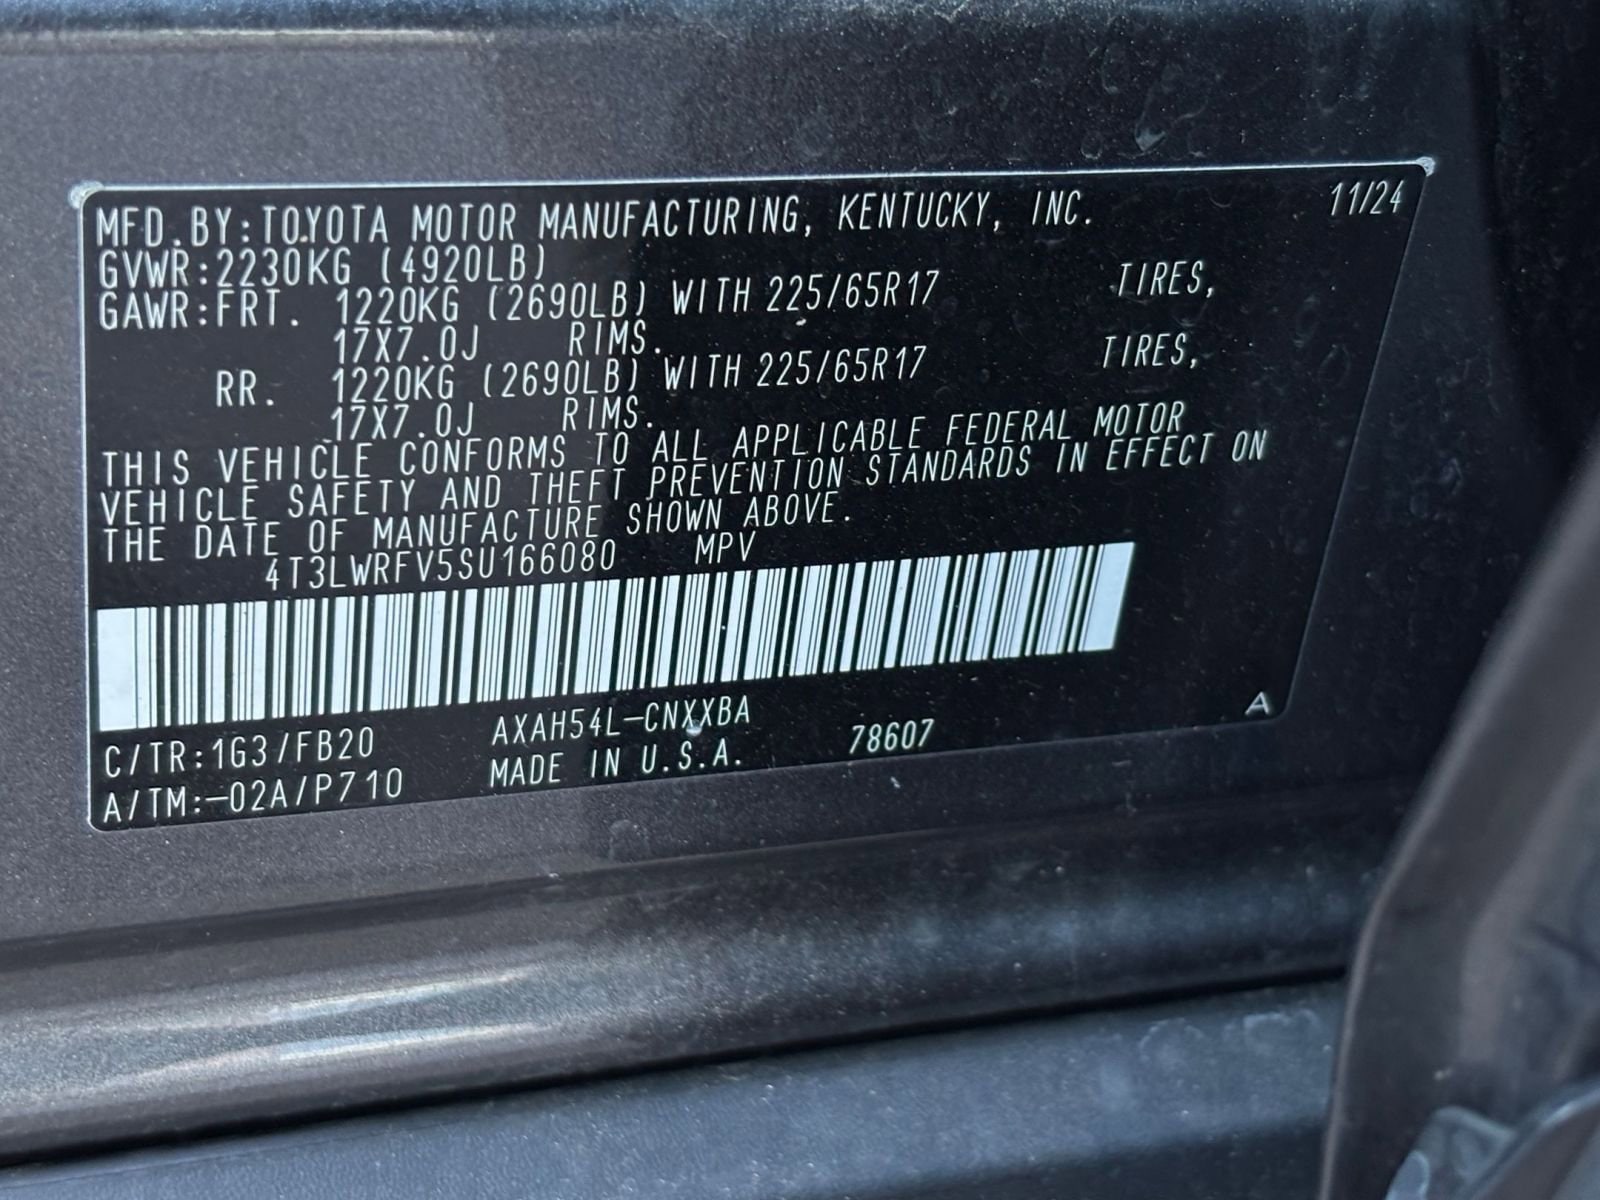 MFD.BY:TOYOTA MOTOR MANUFACTURING, KENTUCKY, INC. 11/24
GVWR:2230KG (4920LB)
GAWR:FRT. 1220KG (2690LB) WITH 225/65R17 TIRES,
17X7.0J RIMS.
RR. 1220KG (2690LB) WITH 225/65R17 TIRES,
17X7.0J RIMS.
THIS VEHICLE CONFORMS TO ALL APPLICABLE FEDERAL MOTOR
VEHICLE SAFETY AND THEFT PREVENTION STANDARDS IN EFFECT ON
THE DATE OF MANUFACTURE SHOWN ABOVE.
4T3LWRFV5SU166080 MPV
C/TR:1G3/FB20 AXAH54L-CNXXBA 78607 A
A/TM:-02A/P710 MADE IN U.S.A.